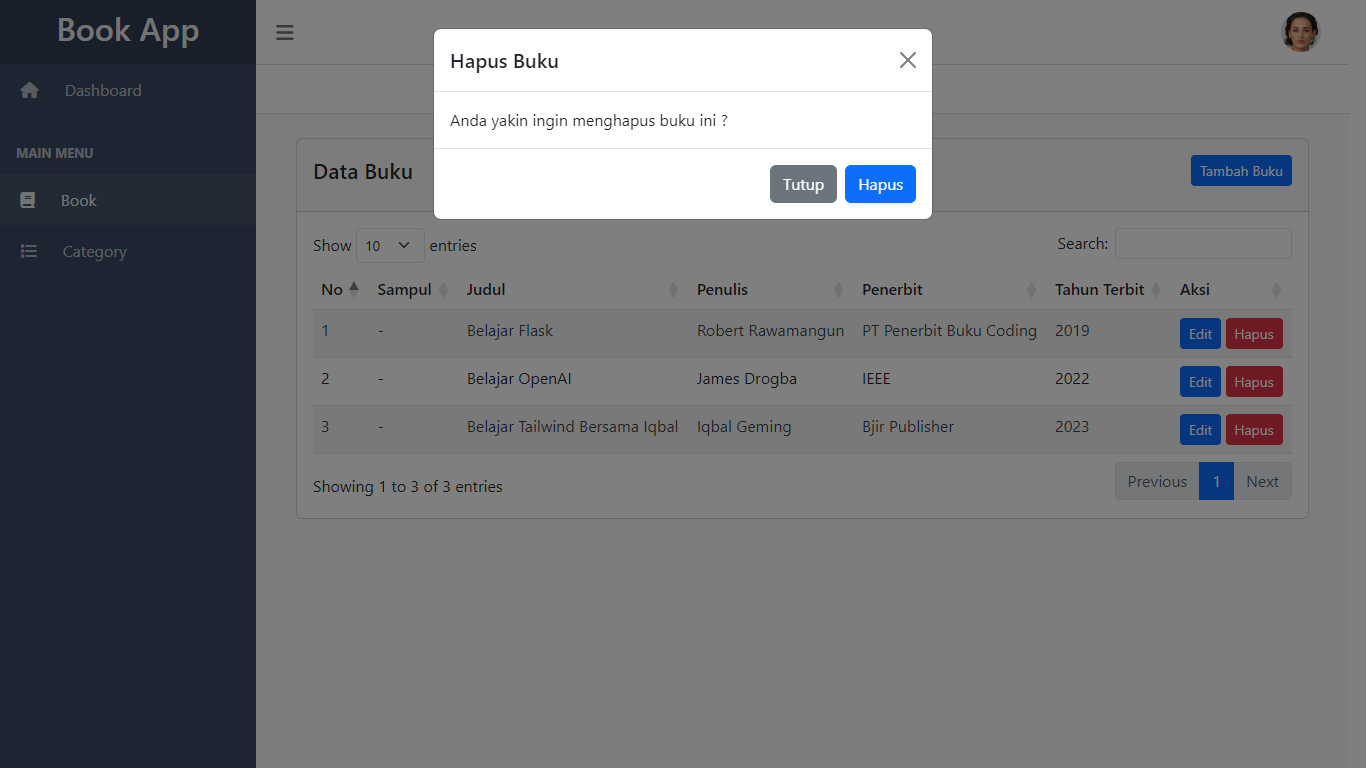 Book App
Dashboard
MAIN MENU
Book
Category
Hapus Buku
Anda yakin ingin menghapus buku ini ?
Tutup Hapus
Data Buku Tambah Buku
Show 10 entries Search:
No Sampul Judul Penulis Penerbit Tahun Terbit Aksi
1 - Belajar Flask Robert Rawamangun PT Penerbit Buku Coding 2019 Edit Hapus
2 - Belajar OpenAI James Drogba IEEE 2022 Edit Hapus
3 - Belajar Tailwind Bersama Iqbal Iqbal Geming Bjir Publisher 2023 Edit Hapus
Showing 1 to 3 of 3 entries Previous 1 Next